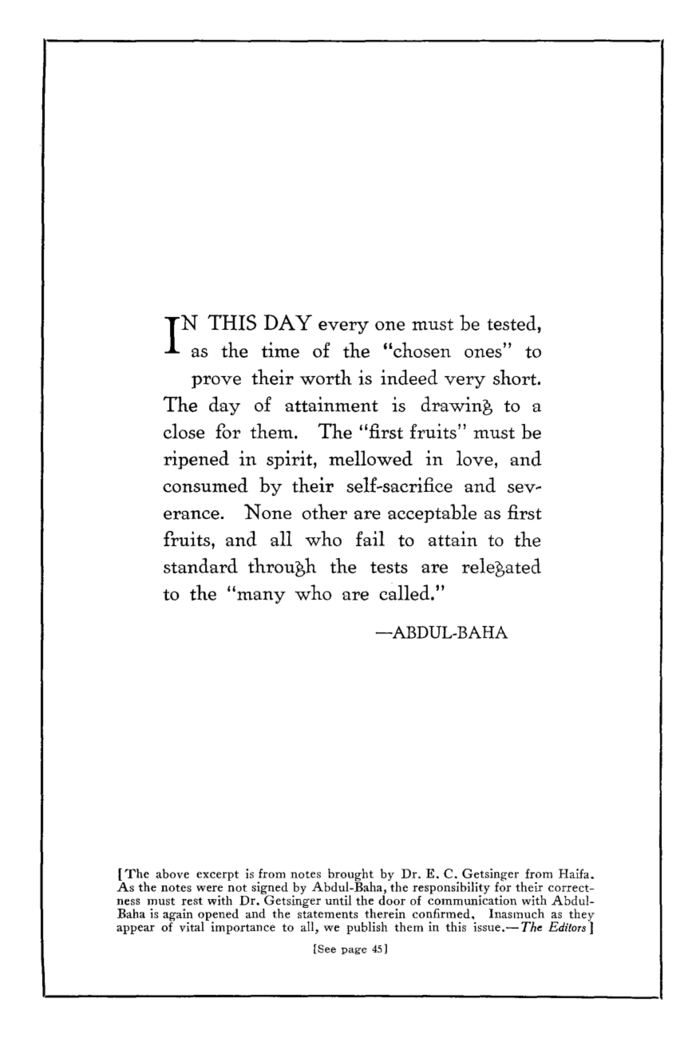 IN THIS DAY every one must be tested,
as the time of the “chosen ones” to
prove their worth is indeed very short.
The day of attainment is drawing to a
close for them. The “first fruits” must be
ripened in spirit, mellowed in love, and
consumed by their self-sacrifice and sev-
erance. None other are acceptable as first
fruits, and all who fail to attain to the
standard through the tests are relegated
to the “many who are called.”
—ABDUL-BAHA
[The above excerpt is from notes brought by Dr. E. C. Getsinger from Haifa.
As the notes were not signed by Abdul-Baha, the responsibility for their correct-
ness must rest with Dr. Getsinger until the door of communication with Abdul-
Baha is again opened and the statements therein confirmed. Inasmuch as they
appear of vital importance to all, we publish them in this issue.—The Editors]
[See page 45]